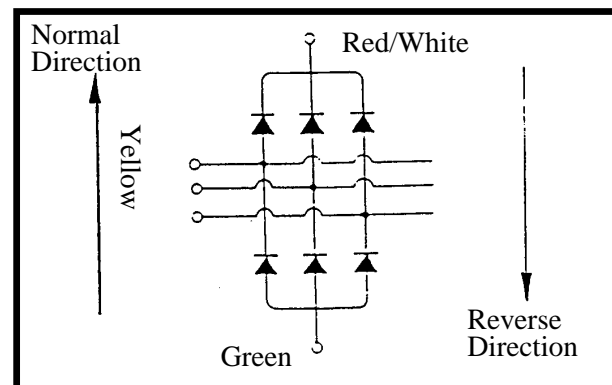 Normal
Direction
Red/White
Yellow
Green
Reverse
Direction